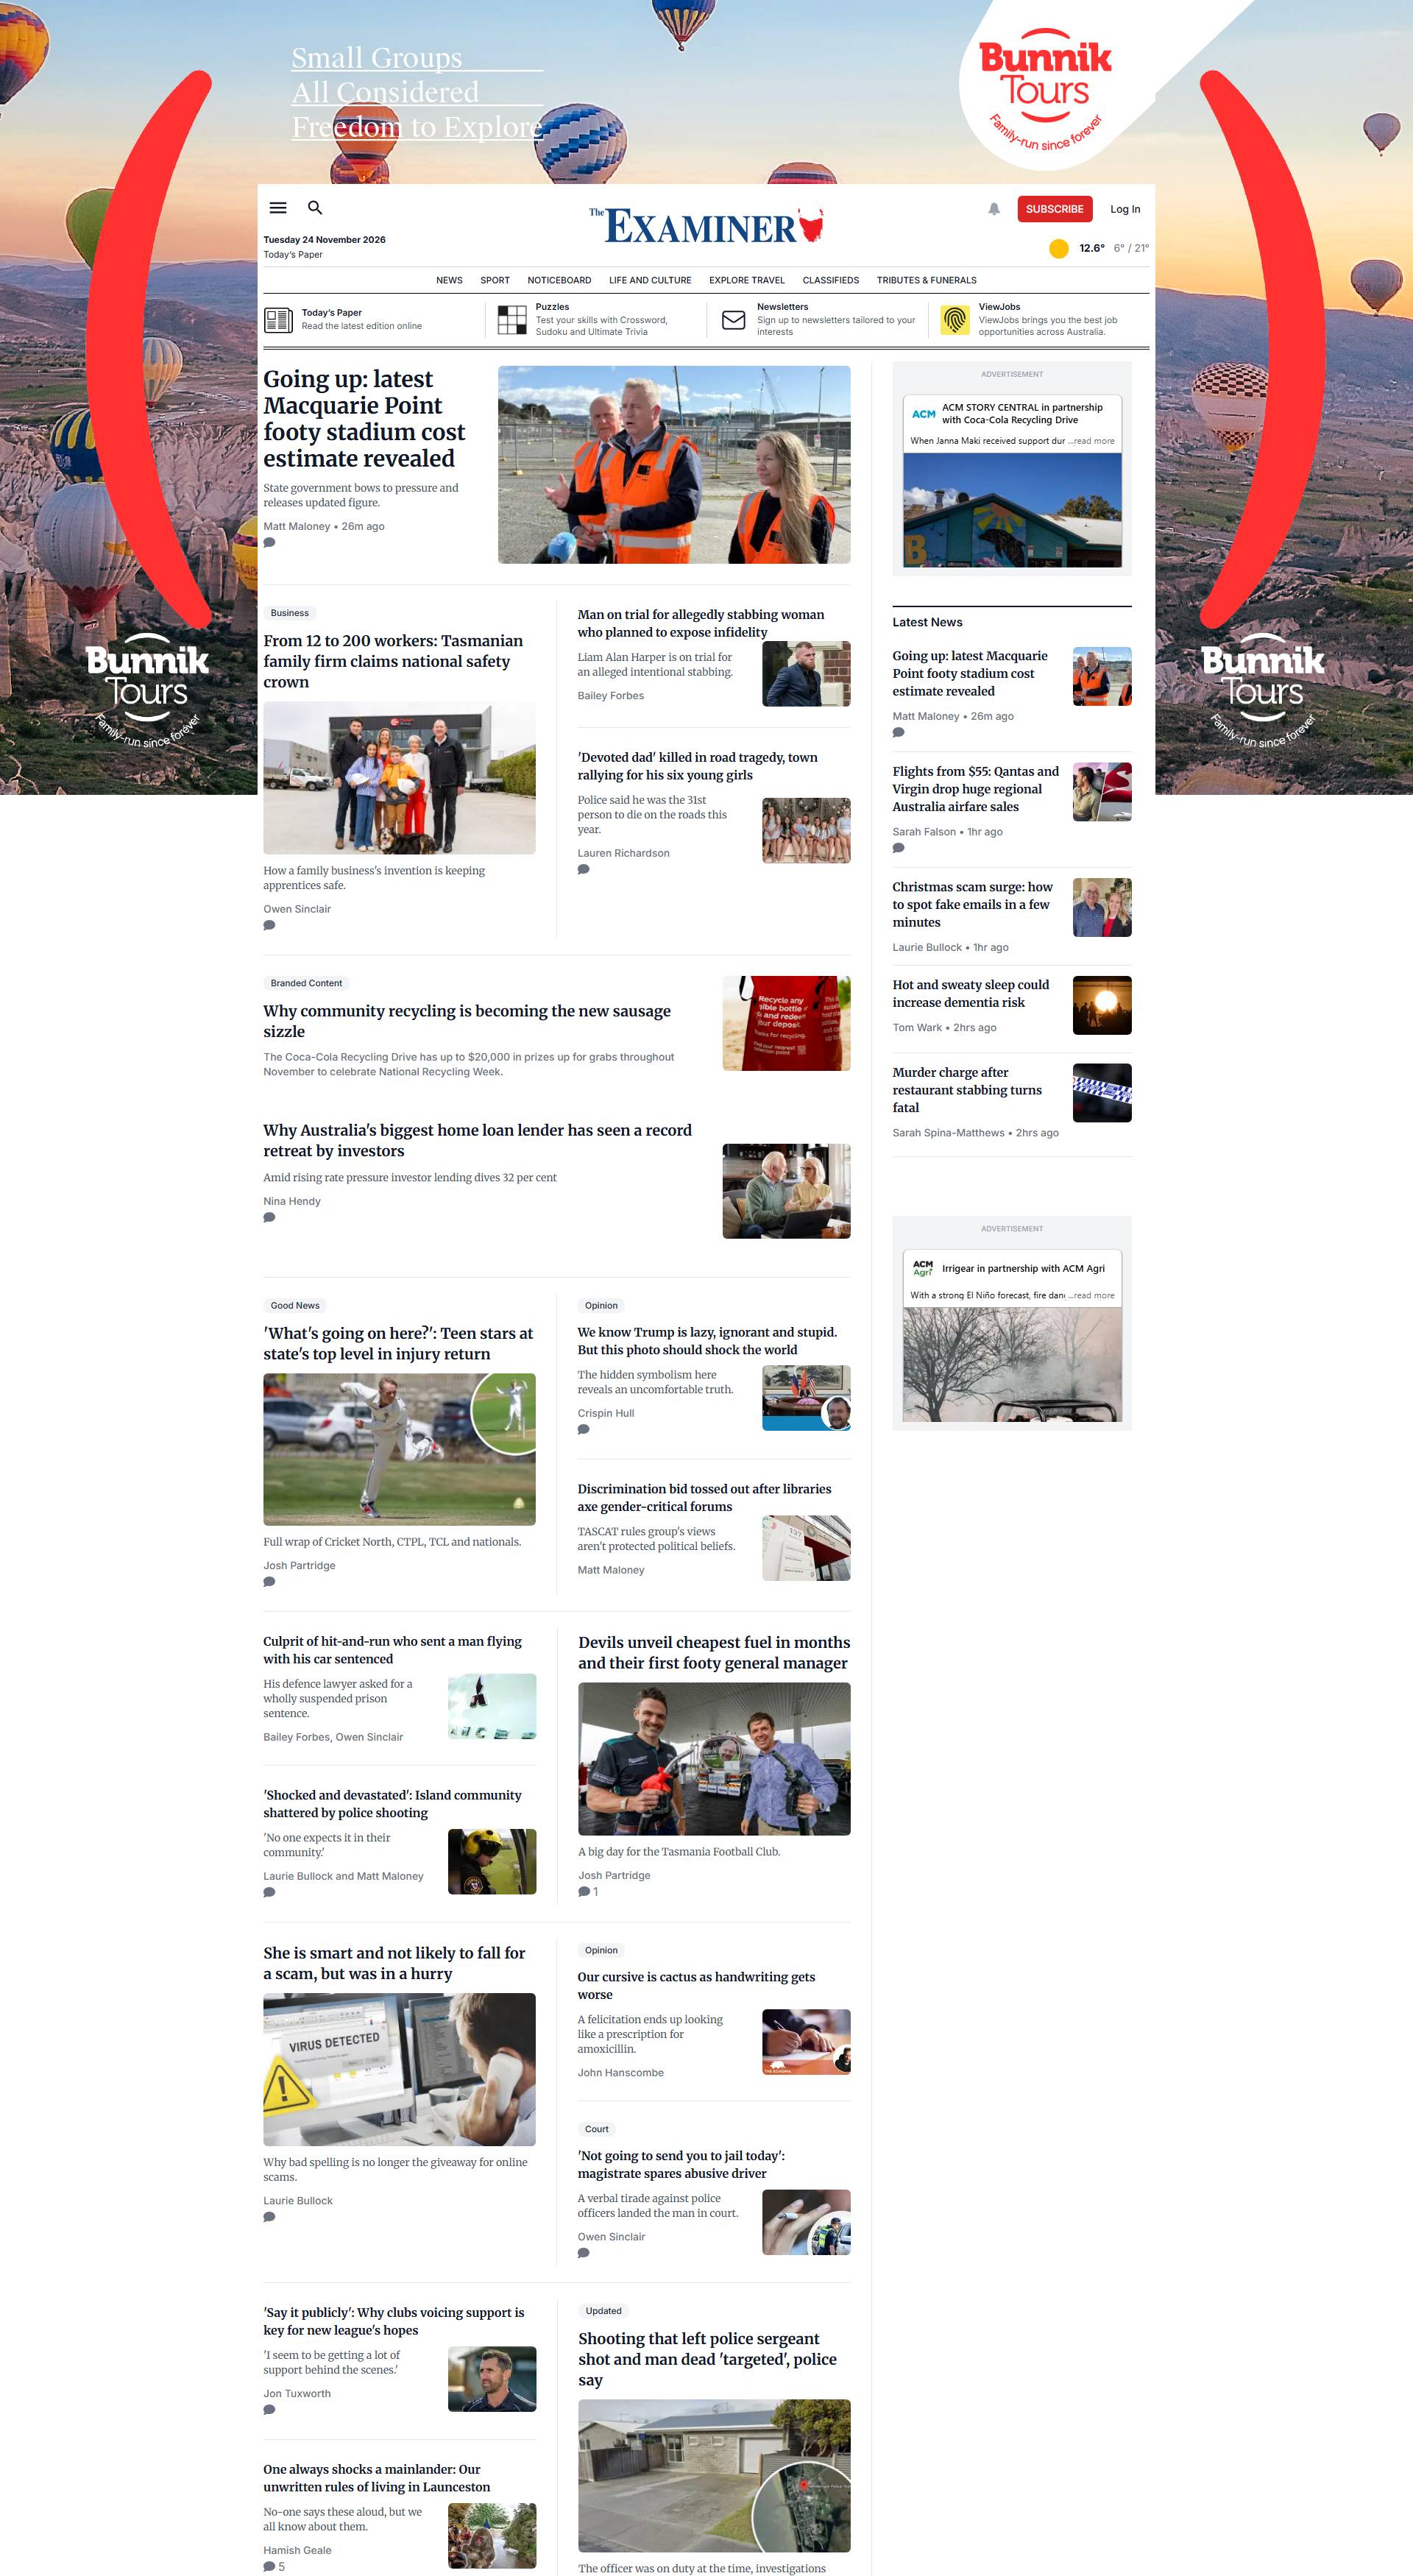 Small Groups
All Considered
Freedom to Explore
Bunnik
Tours
Family-run since forever
The EXAMINER
SUBSCRIBE
Log In
Tuesday 24 November 2026
Today's Paper
12.6° 6° / 21°
NEWS SPORT NOTICEBOARD LIFE AND CULTURE EXPLORE TRAVEL CLASSIFIEDS TRIBUTES & FUNERALS
Today's Paper
Read the latest edition online
Puzzles
Test your skills with Crossword,
Sudoku and Ultimate Trivia
Newsletters
Sign up to newsletters tailored to your
interests
ViewJobs
ViewJobs brings you the best job
opportunities across Australia.
Going up: latest
Macquarie Point
footy stadium cost
estimate revealed
State government bows to pressure and
releases updated figure.
Matt Maloney • 26m ago
Business
From 12 to 200 workers: Tasmanian
family firm claims national safety
crown
How a family business's invention is keeping
apprentices safe.
Owen Sinclair
Man on trial for allegedly stabbing woman
who planned to expose infidelity
Liam Alan Harper is on trial for
an alleged intentional stabbing.
Bailey Forbes
'Devoted dad' killed in road tragedy, town
rallying for his six young girls
Police said he was the 31st
person to die on the roads this
year.
Lauren Richardson
Bunnik
Tours
Family-run since forever
Bunnik
Tours
Family-run since forever
Branded Content
Why community recycling is becoming the new sausage
sizzle
The Coca-Cola Recycling Drive has up to $20,000 in prizes up for grabs throughout
November to celebrate National Recycling Week.
Why Australia's biggest home loan lender has seen a record
retreat by investors
Amid rising rate pressure investor lending dives 32 per cent
Nina Hendy
Good News
'What's going on here?': Teen stars at
state's top level in injury return
Full wrap of Cricket North, CTPL, TCL and nationals.
Josh Partridge
Opinion
We know Trump is lazy, ignorant and stupid.
But this photo should shock the world
The hidden symbolism here
reveals an uncomfortable truth.
Crispin Hull
Discrimination bid tossed out after libraries
axe gender-critical forums
TASCAT rules group's views
aren't protected political beliefs.
Matt Maloney
Culprit of hit-and-run who sent a man flying
with his car sentenced
His defence lawyer asked for a
wholly suspended prison
sentence.
Bailey Forbes, Owen Sinclair
'Shocked and devastated': Island community
shattered by police shooting
'No one expects it in their
community.'
Laurie Bullock and Matt Maloney
Devils unveil cheapest fuel in months
and their first footy general manager
A big day for the Tasmania Football Club.
Josh Partridge
1
She is smart and not likely to fall for
a scam, but was in a hurry
VIRUS DETECTED
Why bad spelling is no longer the giveaway for online
scams.
Laurie Bullock
Opinion
Our cursive is cactus as handwriting gets
worse
A felicitation ends up looking
like a prescription for
amoxicillin.
John Hanscombe
Court
'Not going to send you to jail today':
magistrate spares abusive driver
A verbal tirade against police
officers landed the man in court.
Owen Sinclair
'Say it publicly': Why clubs voicing support is
key for new league's hopes
'I seem to be getting a lot of
support behind the scenes.'
Jon Tuxworth
One always shocks a mainlander: Our
unwritten rules of living in Launceston
No-one says these aloud, but we
all know about them.
Hamish Geale
5
Updated
Shooting that left police sergeant
shot and man dead 'targeted', police
say
The officer was on duty at the time, investigations
ADVERTISEMENT
ACM
ACM STORY CENTRAL in partnership
with Coca-Cola Recycling Drive
When Janna Maki received support dur ...read more
Latest News
Going up: latest Macquarie
Point footy stadium cost
estimate revealed
Matt Maloney • 26m ago
Flights from $55: Qantas and
Virgin drop huge regional
Australia airfare sales
Sarah Falson • 1hr ago
Christmas scam surge: how
to spot fake emails in a few
minutes
Laurie Bullock • 1hr ago
Hot and sweaty sleep could
increase dementia risk
Tom Wark • 2hrs ago
Murder charge after
restaurant stabbing turns
fatal
Sarah Spina-Matthews • 2hrs ago
ADVERTISEMENT
ACM
Agri
Irrigear in partnership with ACM Agri
With a strong El Niño forecast, fire dan ...read more